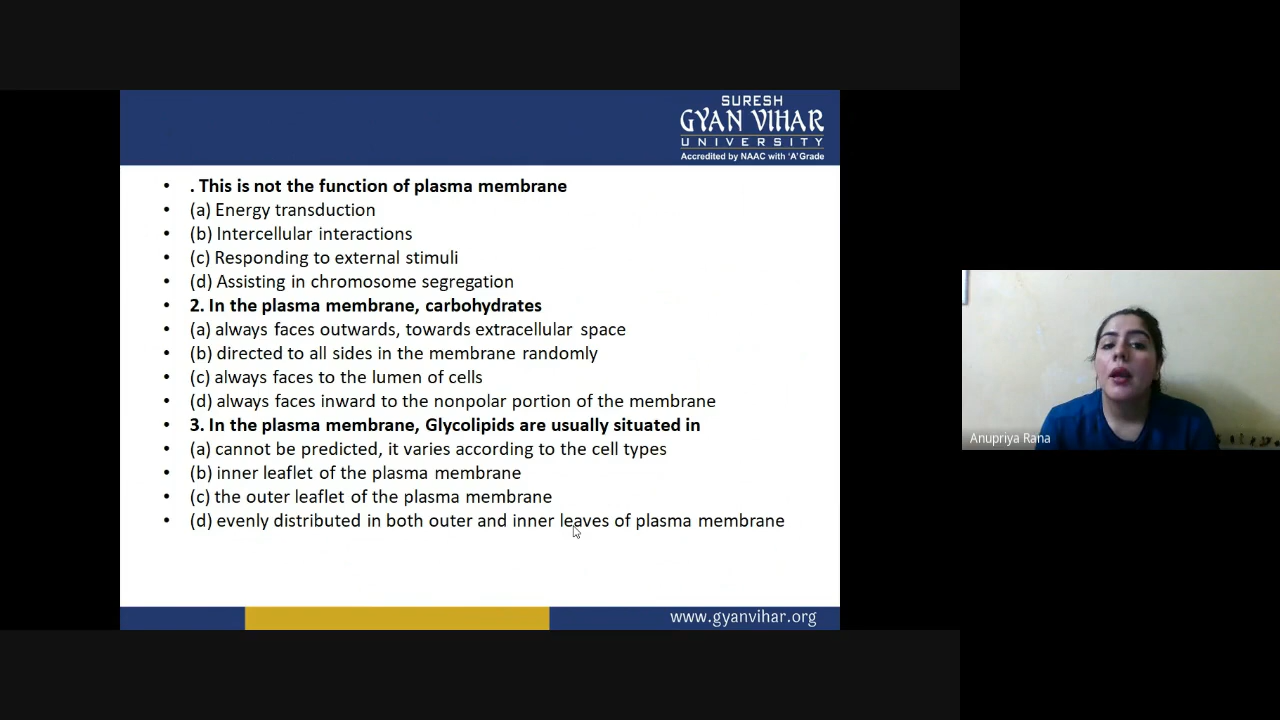 SURESH
GYAN VIHAR
UNIVERSITY
Accredited by NAAC with 'A' Grade
• . This is not the function of plasma membrane
• (a) Energy transduction
• (b) Intercellular interactions
• (c) Responding to external stimuli
• (d) Assisting in chromosome segregation
• 2. In the plasma membrane, carbohydrates
• (a) always faces outwards, towards extracellular space
• (b) directed to all sides in the membrane randomly
• (c) always faces to the lumen of cells
• (d) always faces inward to the nonpolar portion of the membrane
• 3. In the plasma membrane, Glycolipids are usually situated in
• (a) cannot be predicted, it varies according to the cell types
• (b) inner leaflet of the plasma membrane
• (c) the outer leaflet of the plasma membrane
• (d) evenly distributed in both outer and inner leaves of plasma membrane
www.gyanvihar.org
Anupriya Rana